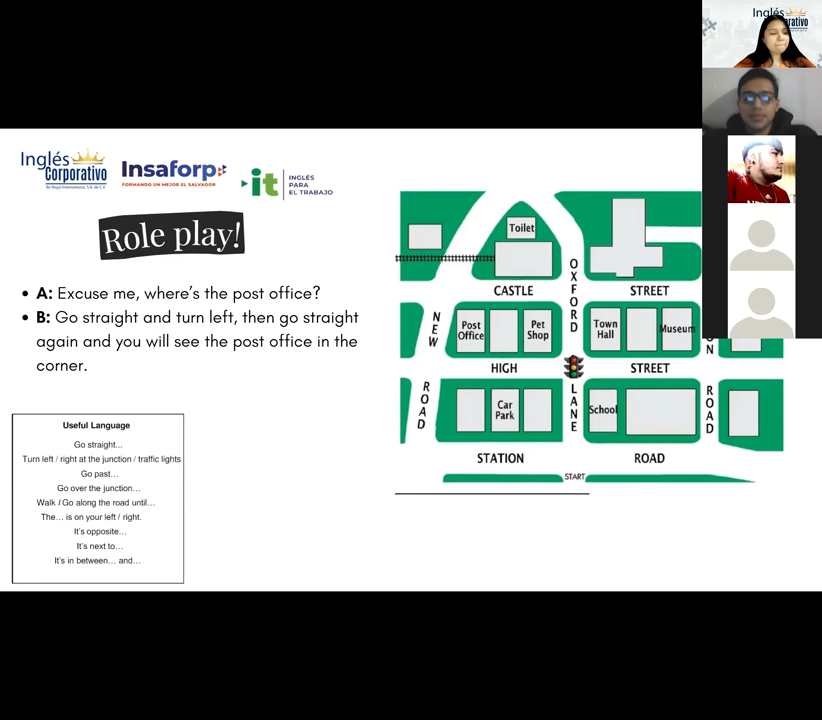 Inglés
Corporativo
By Regal International, S.A. de C.V.
Insaforp
FORMANDO UN MEJOR EL SALVADOR
it
INGLÉS
PARA
EL TRABAJO
Role play!
• A: Excuse me, where's the post office?
• B: Go straight and turn left, then go straight
again and you will see the post office in the
corner.
Useful Language
Go straight...
Turn left / right at the junction / traffic lights
Go past…
Go over the junction…
Walk / Go along the road until…
The… is on your left / right.
It's opposite…
It's next to…
It's in between… and…
Toilet
CASTLE
STREET
OXFORD
LANE
NEW
ROAD
Post
Office
Pet
Shop
Town
Hall
Museum
ON
HIGH
STREET
Car
Park
School
ROAD
STATION
ROAD
START
Inglés